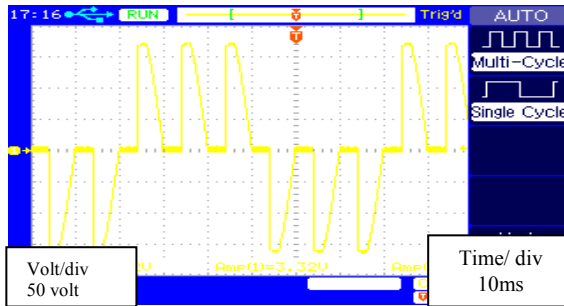 17:16 RUN Trig'd AUTO
T
Multi-Cycle
Single Cycle
Volt/div
50 volt
Amp(1)=3.32V
Time/ div
10ms